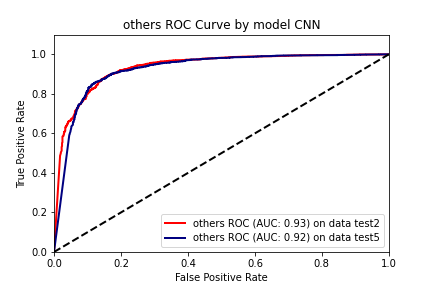 others ROC Curve by model CNN
True Positive Rate
1.0
0.8
0.6
0.4
0.2
0.0
others ROC (AUC: 0.93) on data test2
others ROC (AUC: 0.92) on data test5
0.0 0.2 0.4 0.6 0.8 1.0
False Positive Rate